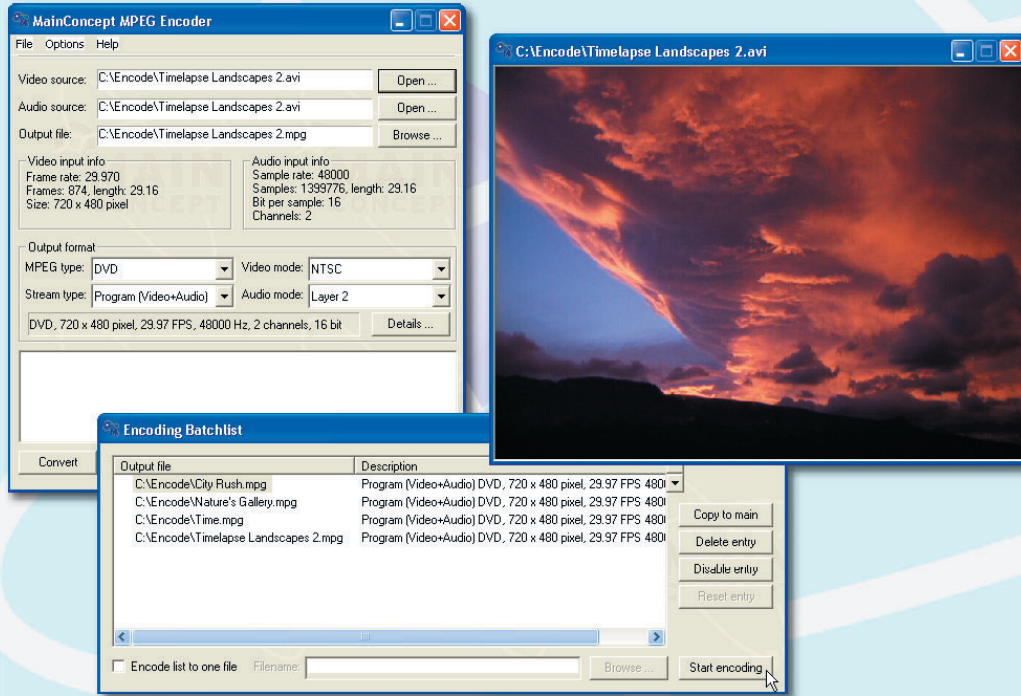 MainConcept MPEG Encoder
File Options Help
Video source: C:\Encode\Timelapse Landscapes 2.avi Open ...
Audio source: C:\Encode\Timelapse Landscapes 2.avi Open ...
Output file: C:\Encode\Timelapse Landscapes 2.mpg Browse ...
Video input info
Frame rate: 29.970
Frames: 874, length: 29.16
Size: 720 x 480 pixel
Audio input info
Sample rate: 48000
Samples: 1399776, length: 29.16
Bit per sample: 16
Channels: 2
MAIN
CONCEPT
MAIN
CONCEPT
Output format
MPEG type: DVD Video mode: NTSC
Stream type: Program (Video+Audio) Audio mode: Layer 2
DVD, 720 x 480 pixel, 29.97 FPS, 48000 Hz, 2 channels, 16 bit Details ...
Convert
C:\Encode\Timelapse Landscapes 2.avi
Encoding Batchlist
Output file Description
C:\Encode\City Rush.mpg Program (Video+Audio) DVD, 720 x 480 pixel, 29.97 FPS 480
C:\Encode\Nature's Gallery.mpg Program (Video+Audio) DVD, 720 x 480 pixel, 29.97 FPS 480
C:\Encode\Time.mpg Program (Video+Audio) DVD, 720 x 480 pixel, 29.97 FPS 480
C:\Encode\Timelapse Landscapes 2.mpg Program (Video+Audio) DVD, 720 x 480 pixel, 29.97 FPS 480
Copy to main
Delete entry
Disable entry
Reset entry
Encode list to one file Filename: Browse ... Start encoding